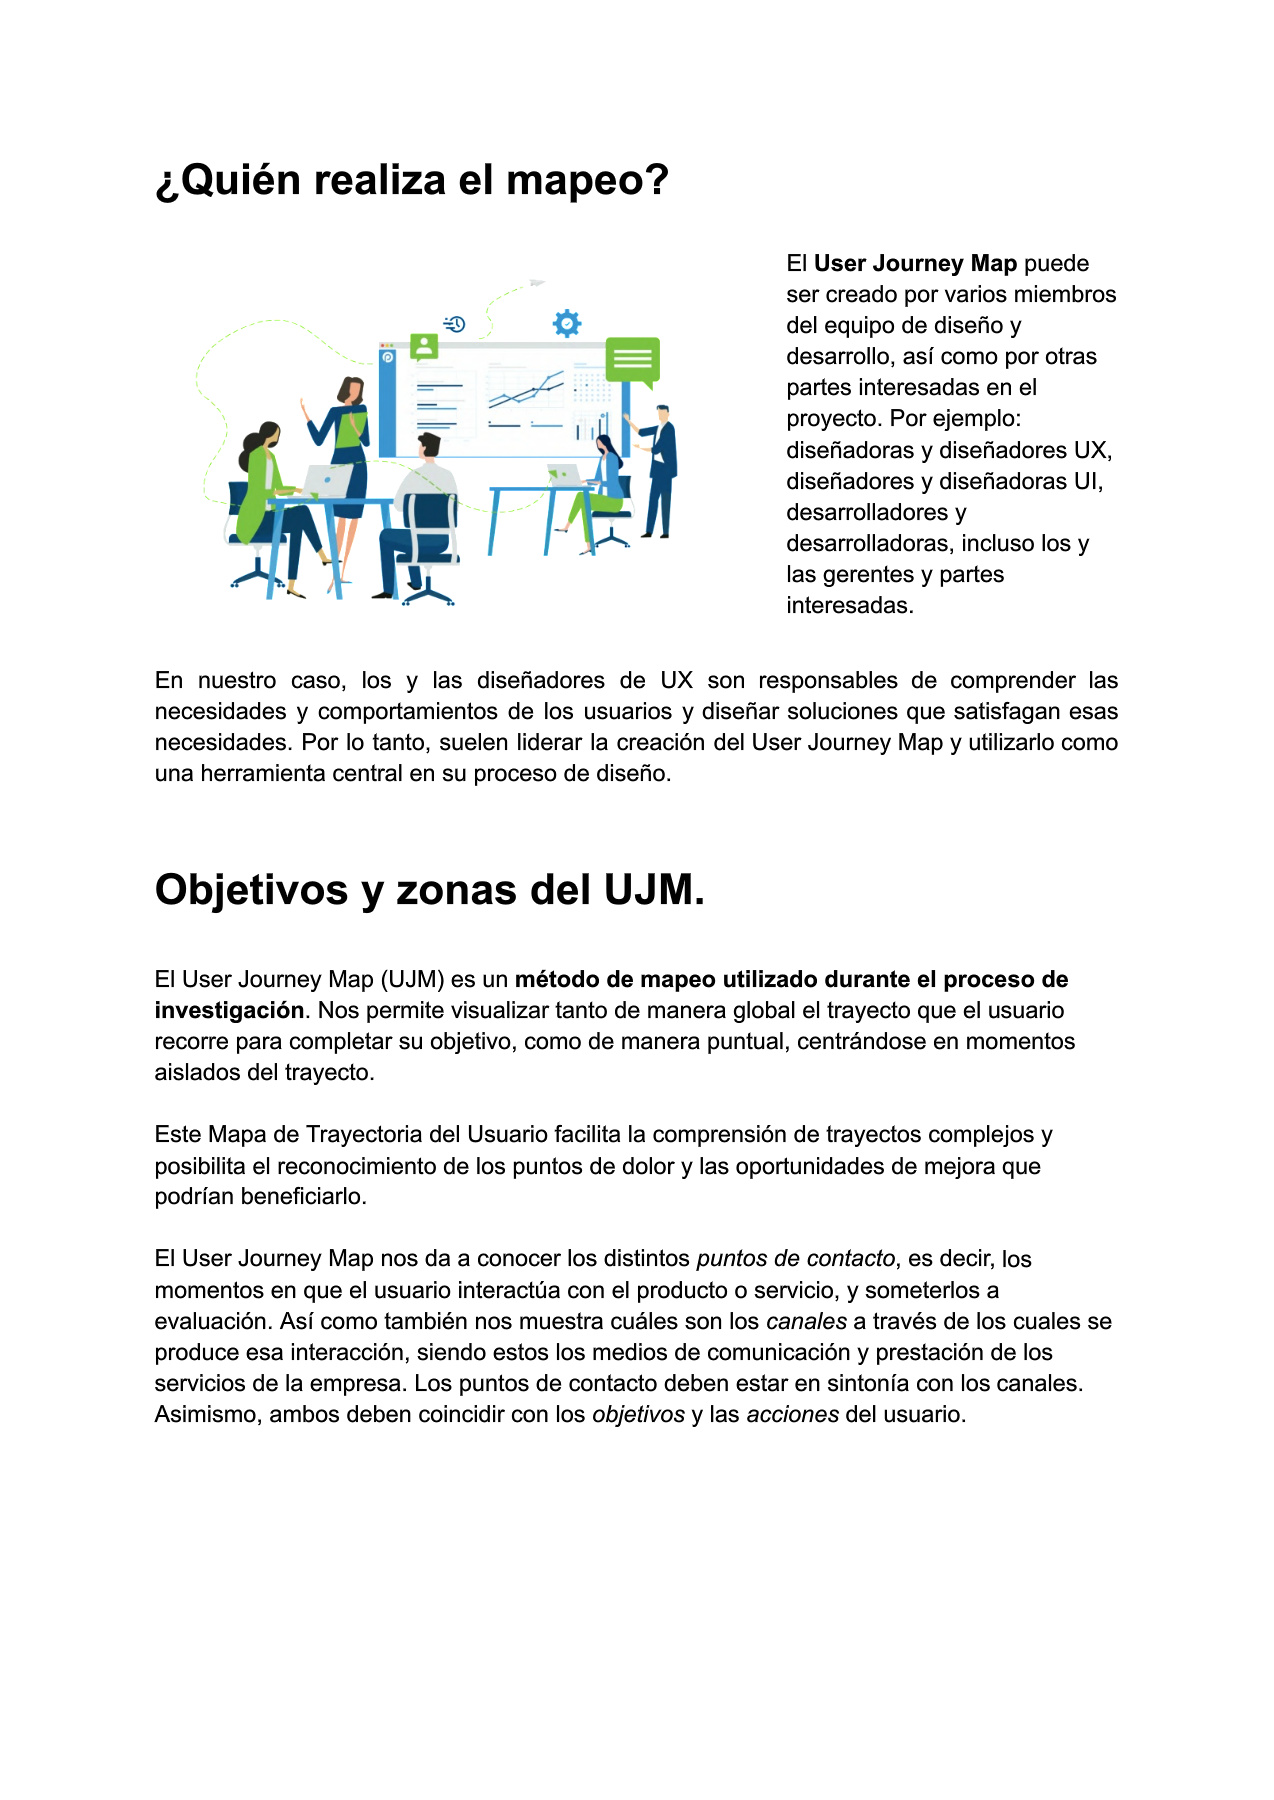 ¿Quién realiza el mapeo?
El User Journey Map puede
ser creado por varios miembros
del equipo de diseño y
desarrollo, así como por otras
partes interesadas en el
proyecto. Por ejemplo:
diseñadoras y diseñadores UX,
diseñadores y diseñadoras UI,
desarrolladores y
desarrolladoras, incluso los y
las gerentes y partes
interesadas.
En nuestro caso, los y las diseñadores de UX son responsables de comprender las
necesidades y comportamientos de los usuarios y diseñar soluciones que satisfagan esas
necesidades. Por lo tanto, suelen liderar la creación del User Journey Map y utilizarlo como
una herramienta central en su proceso de diseño.
Objetivos y zonas del UJM.
El User Journey Map (UJM) es un método de mapeo utilizado durante el proceso de
investigación. Nos permite visualizar tanto de manera global el trayecto que el usuario
recorre para completar su objetivo, como de manera puntual, centrándose en momentos
aislados del trayecto.
Este Mapa de Trayectoria del Usuario facilita la comprensión de trayectos complejos y
posibilita el reconocimiento de los puntos de dolor y las oportunidades de mejora que
podrían beneficiarlo.
El User Journey Map nos da a conocer los distintos puntos de contacto, es decir, los
momentos en que el usuario interactúa con el producto o servicio, y someterlos a
evaluación. Así como también nos muestra cuáles son los canales a través de los cuales se
produce esa interacción, siendo estos los medios de comunicación y prestación de los
servicios de la empresa. Los puntos de contacto deben estar en sintonía con los canales.
Asimismo, ambos deben coincidir con los objetivos y las acciones del usuario.